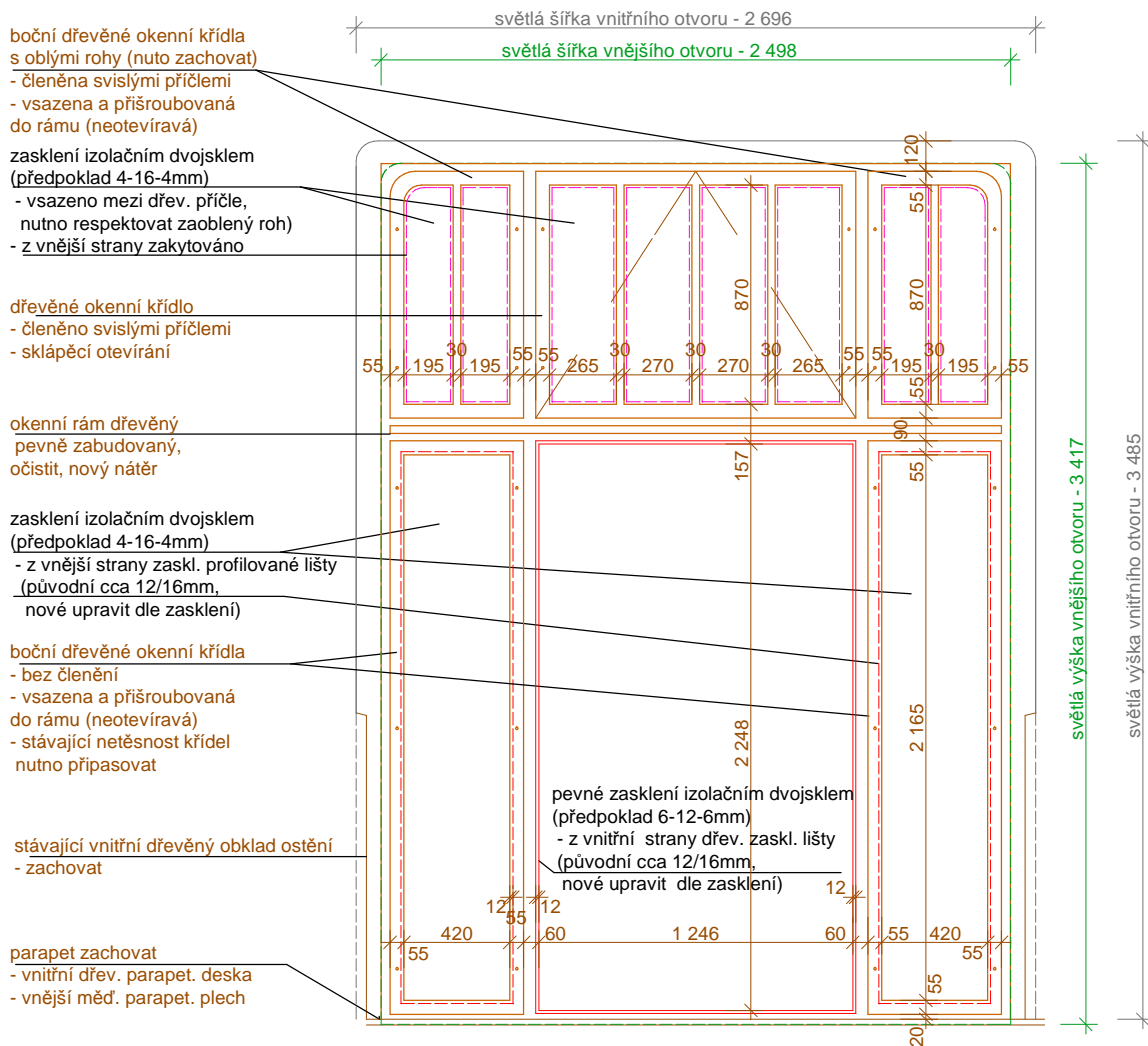 světlá šířka vnitřního otvoru - 2 696
světlá šířka vnějšího otvoru - 2 498
boční dřevěné okenní křídla
s oblými rohy (nuto zachovat)
- členěna svislými příčlemi
- vsazena a přišroubovaná
do rámu (neotevíravá)
zasklení izolačním dvojsklem
(předpoklad 4-16-4mm)
- vsazeno mezi dřev. příčle,
nutno respektovat zaoblený roh)
- z vnější strany zakytováno
dřevěné okenní křídlo
- členěno svislými příčlemi
- sklápěcí otevírání
okenní rám dřevěný
pevně zabudovaný,
očistit, nový nátěr
zasklení izolačním dvojsklem
(předpoklad 4-16-4mm)
- z vnější strany zaskl. profilované lišty
(původní cca 12/16mm,
nové upravit dle zasklení)
boční dřevěné okenní křídla
- bez členění
- vsazena a přišroubovaná
do rámu (neotevíravá)
- stávající netěsnost křídel
nutno připasovat
stávající vnitřní dřevěný obklad ostění
- zachovat
parapet zachovat
- vnitřní dřev. parapet. deska
- vnější měď. parapet. plech
pevné zasklení izolačním dvojsklem
(předpoklad 6-12-6mm)
- z vnitřní strany dřev. zaskl. lišty
(původní cca 12/16mm,
nové upravit dle zasklení)
55 195 30 195 55 55 265 30 270 30 270 30 265 55 55 195 30 195 55
870
157
2 248
120
55
870
55
90
55
2 165
55
20
12 55 12 12
420 55 60 1 246 60 55 420 55
světlá výška vnějšího otvoru - 3 417
světlá výška vnitřního otvoru - 3 485